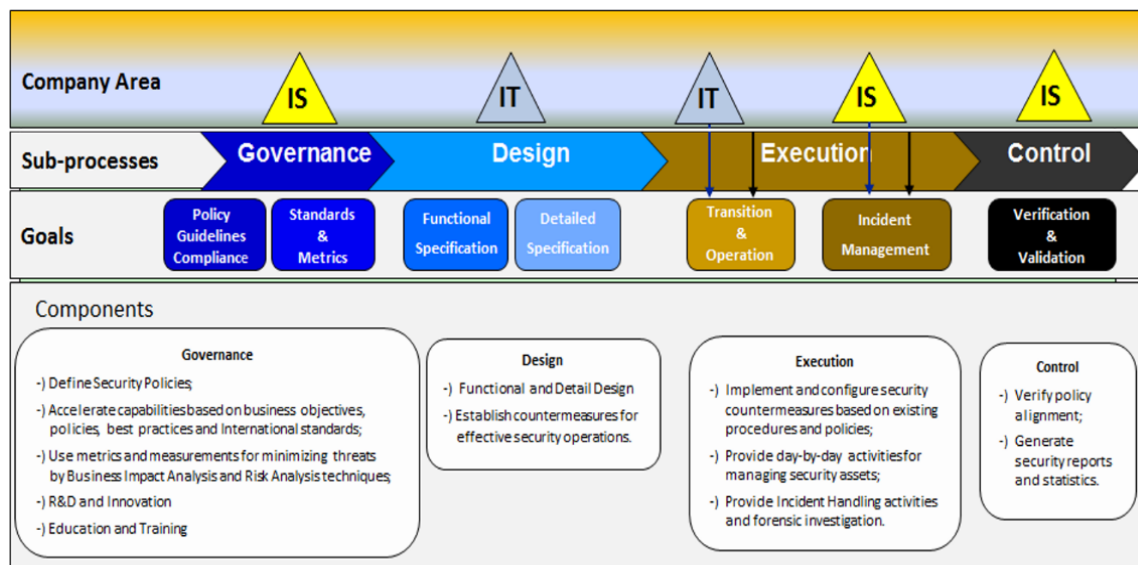 Company Area
IS
IT
IT
IS
IS
Sub-processes
Governance
Design
Execution
Control
Goals
Policy
Guidelines
Compliance
Standards
&
Metrics
Functional
Specification
Detailed
Specification
Transition
&
Operation
Incident
Management
Verification
&
Validation
Components
Governance
-) Define Security Policies;
-) Accelerate capabilities based on business objectives,
policies, best practices and International standards;
-) Use metrics and measurements for minimizing threats
by Business Impact Analysis and Risk Analysis techniques;
-) R&D and Innovation
-) Education and Training
Design
-) Functional and Detail Design
-) Establish countermeasures for
effective security operations.
Execution
-) Implement and configure security
countermeasures based on existing
procedures and policies;
-) Provide day-by-day activities for
managing security assets;
-) Provide Incident Handling activities
and forensic investigation.
Control
-) Verify policy
alignment;
-) Generate
security reports
and statistics.